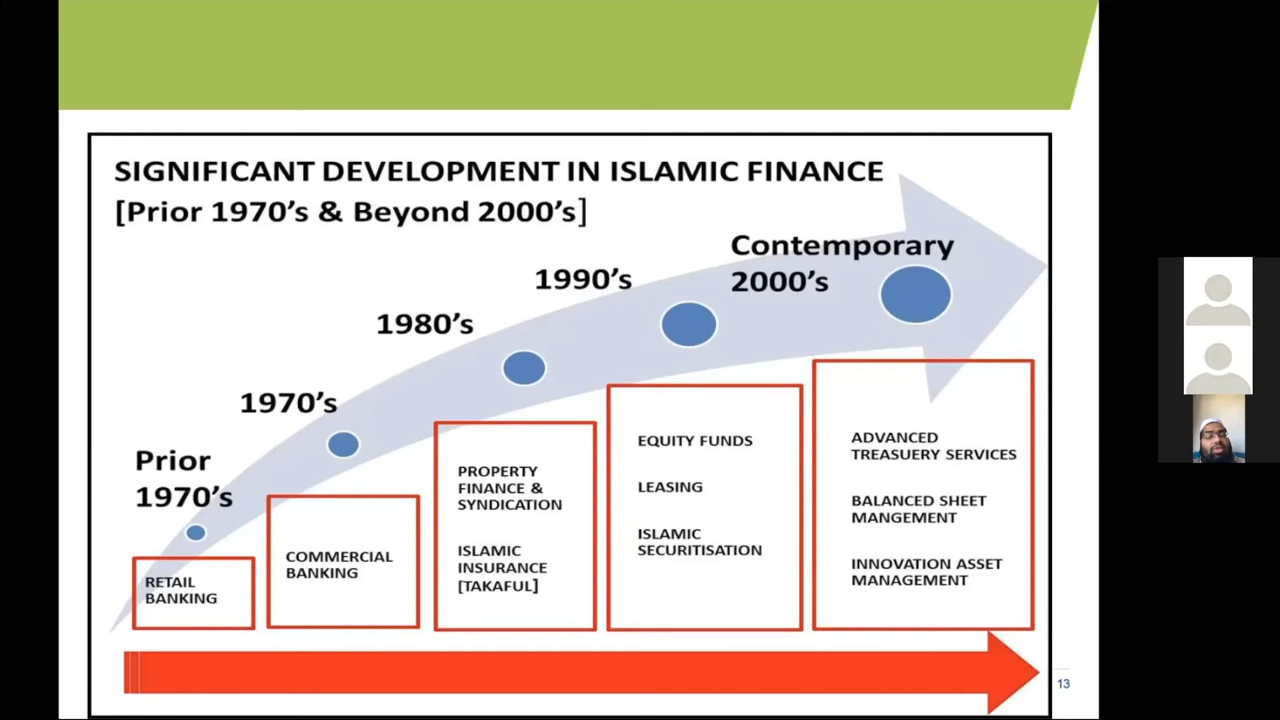 SIGNIFICANT DEVELOPMENT IN ISLAMIC FINANCE
[Prior 1970's & Beyond 2000's]
Prior
1970's
1970's
1980's
1990's
Contemporary
2000's
RETAIL
BANKING
COMMERCIAL
BANKING
PROPERTY
FINANCE &
SYNDICATION
ISLAMIC
INSURANCE
[TAKAFUL]
EQUITY FUNDS
LEASING
ISLAMIC
SECURITISATION
ADVANCED
TREASUERY SERVICES
BALANCED SHEET
MANGEMENT
INNOVATION ASSET
MANAGEMENT
13